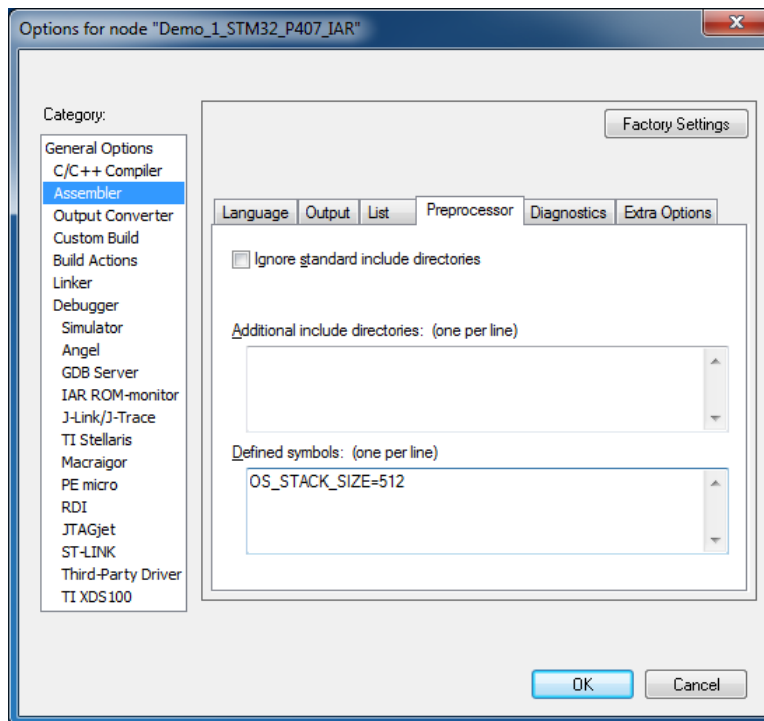 Options for node "Demo_1_STM32_P407_IAR"
Category:
Factory Settings
General Options
C/C++ Compiler
Assembler
Output Converter
Custom Build
Build Actions
Linker
Debugger
Simulator
Angel
GDB Server
IAR ROM-monitor
J-Link/J-Trace
TI Stellaris
Macraigor
PE micro
RDI
JTAGjet
ST-LINK
Third-Party Driver
TI XDS100
Language Output List Preprocessor Diagnostics Extra Options
Ignore standard include directories
Additional include directories: (one per line)
Defined symbols: (one per line)
OS_STACK_SIZE=512
OK Cancel